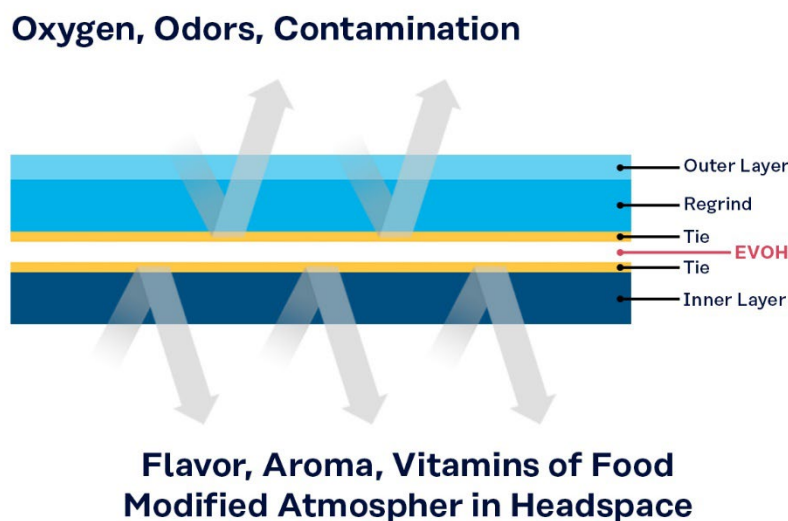 Oxygen, Odors, Contamination
Outer Layer
Regrind
Tie
EVOH
Tie
Inner Layer
Flavor, Aroma, Vitamins of Food
Modified Atmospher in Headspace